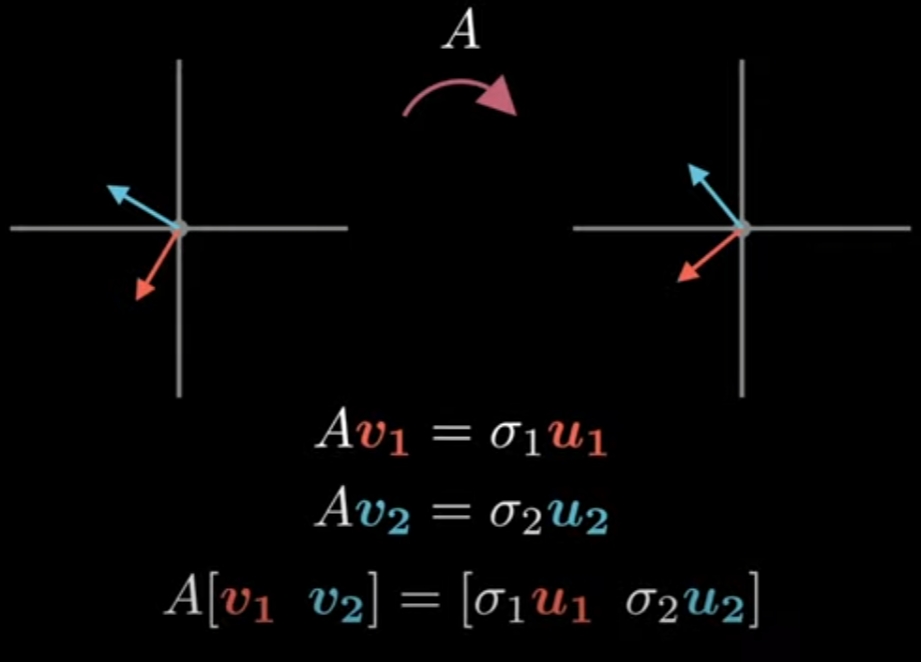 A
Av₁ = σ₁u₁
Av₂ = σ₂u₂
A[v₁ v₂] = [σ₁u₁ σ₂u₂]